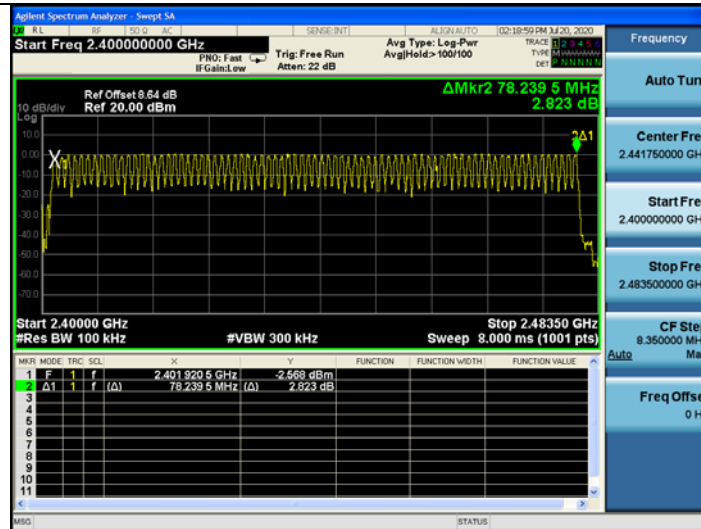 Agilent Spectrum Analyzer - Swept SA
RL RF 50 Ω AC SENSE:INT ALIGNAUTO 02:18:59 PM Jul 20, 2020
Start Freq 2.400000000 GHz
PNO: Fast
IFGain:Low
Trig: Free Run
Atten: 22 dB
Avg Type: Log-Pwr
Avg|Hold:> 100/100
TRACE 1 2 3 4 5 6
TYPE
DET P N N N N N
Ref Offset 8.64 dB
Ref 20.00 dBm
10 dB/div
Log
ΔMkr2 78.239 5 MHz
2.823 dB
10.0
0.00
-10.0
-20.0
-30.0
-40.0
-50.0
-60.0
-70.0
X
2Δ1
Start 2.40000 GHz
#Res BW 100 kHz
#VBW 300 kHz
Stop 2.48350 GHz
Sweep 8.000 ms (1001 pts)
MKR MODE TRC SCL X Y FUNCTION FUNCTION WIDTH FUNCTION VALUE
1 F 1 f 2.401 920 5 GHz -2.568 dBm
2 Δ1 1 f (Δ) 78.239 5 MHz (Δ) 2.823 dB
3
4
5
6
7
8
9
10
11
MSG STATUS
Frequency
Auto Tun
Center Fre
2.441750000 GH
Start Fre
2.400000000 GH
Stop Fre
2.483500000 GH
CF Ste
8.350000 MH
Auto Ma
Freq Offse
0 H